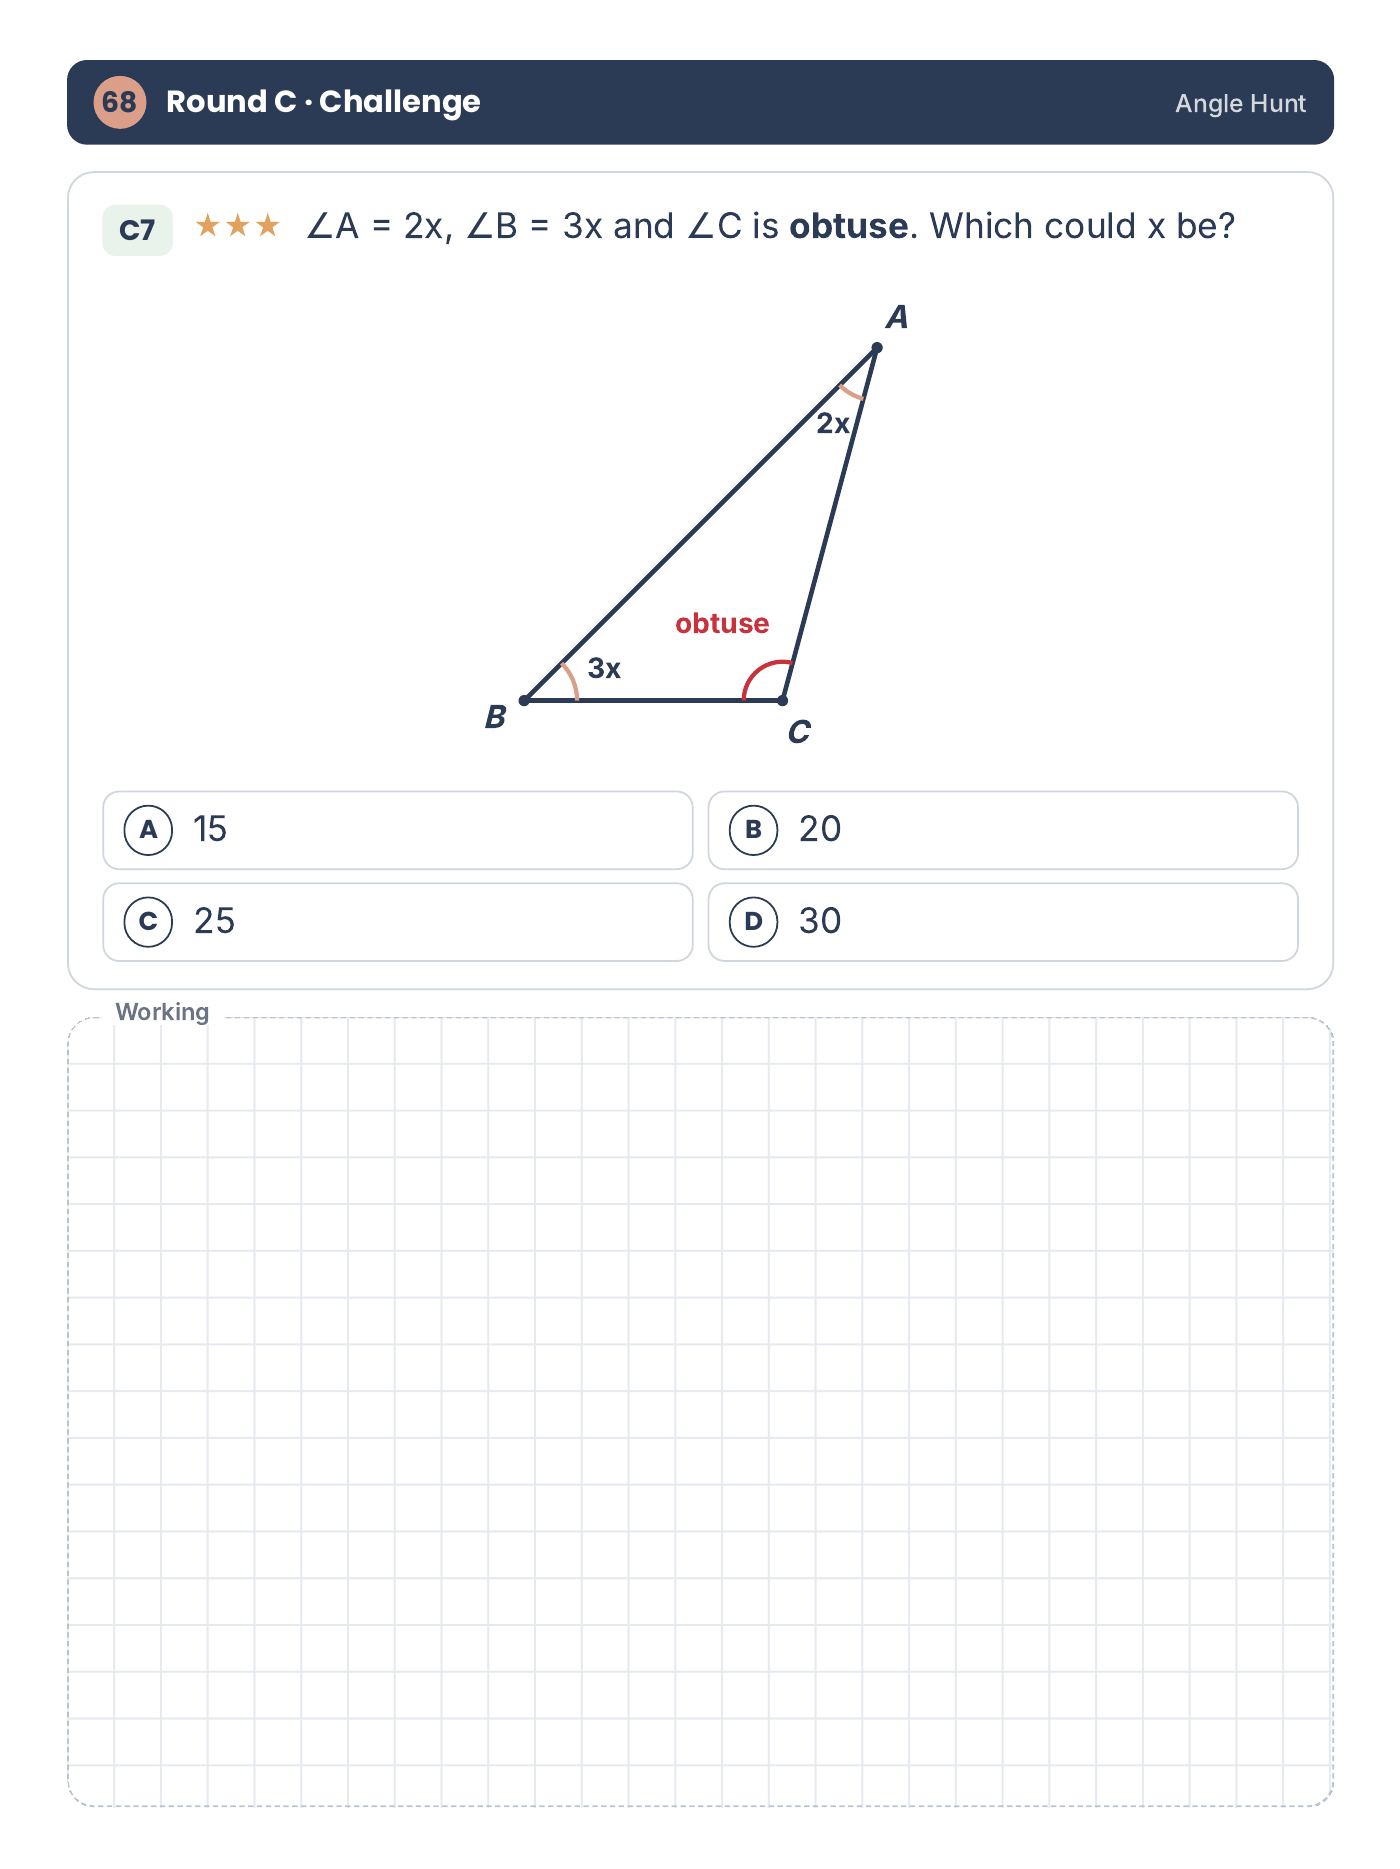 68 Round C · Challenge Angle Hunt
C7 ★★★ ∠A = 2x, ∠B = 3x and ∠C is obtuse. Which could x be?
A
2x
obtuse
3x
B
C
A 15
B 20
C 25
D 30
Working